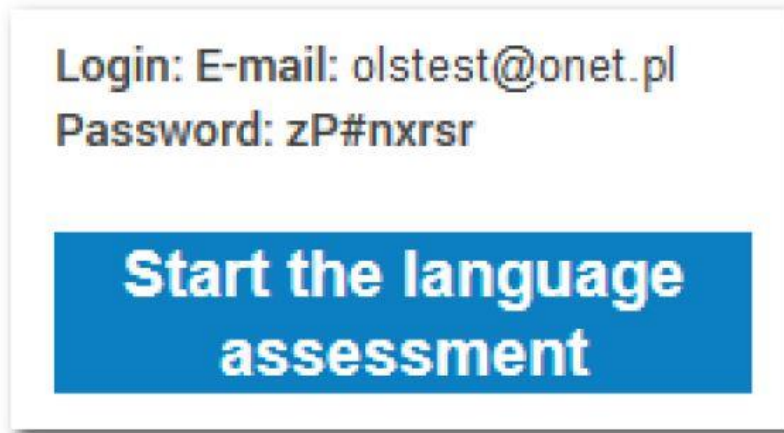 Login: E-mail: olstest@onet.pl
Password: zP#nxrsr
Start the language
assessment